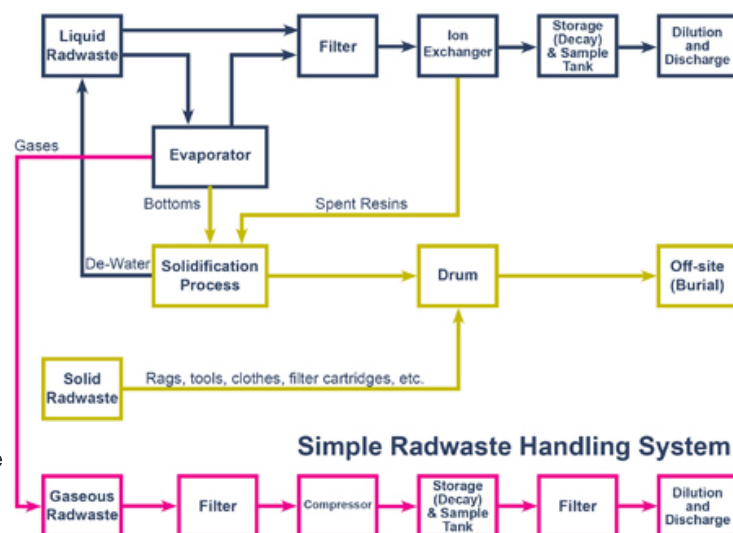 Liquid
Radwaste
Filter
Ion
Exchanger
Storage
(Decay)
& Sample
Tank
Dilution
and
Discharge
Gases
Evaporator
Bottoms
Spent Resins
De-Water
Solidification
Process
Drum
Off-site
(Burial)
Solid
Radwaste
Rags, tools, clothes, filter cartridges, etc.
Simple Radwaste Handling System
Gaseous
Radwaste
Filter
Compressor
Storage
(Decay)
& Sample
Tank
Filter
Dilution
and
Discharge